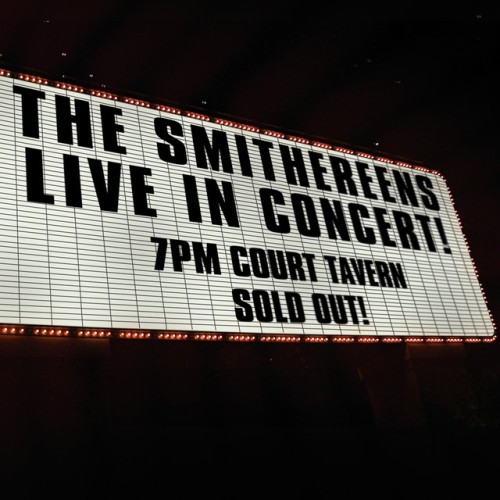 THE SMITHEREENS
LIVE IN CONCERT!
7PM COURT TAVERN
SOLD OUT!